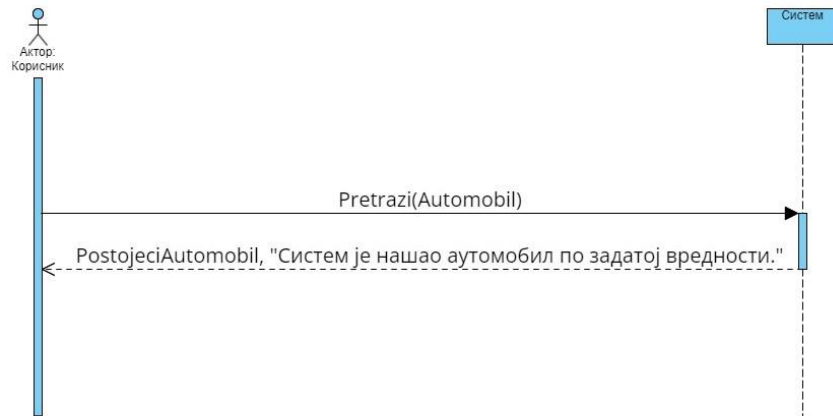 Актор:
Корисник
Систем
Pretrazi(Automobil)
PostojeciAutomobil, "Систем је нашао аутомобил по задатој вредности."